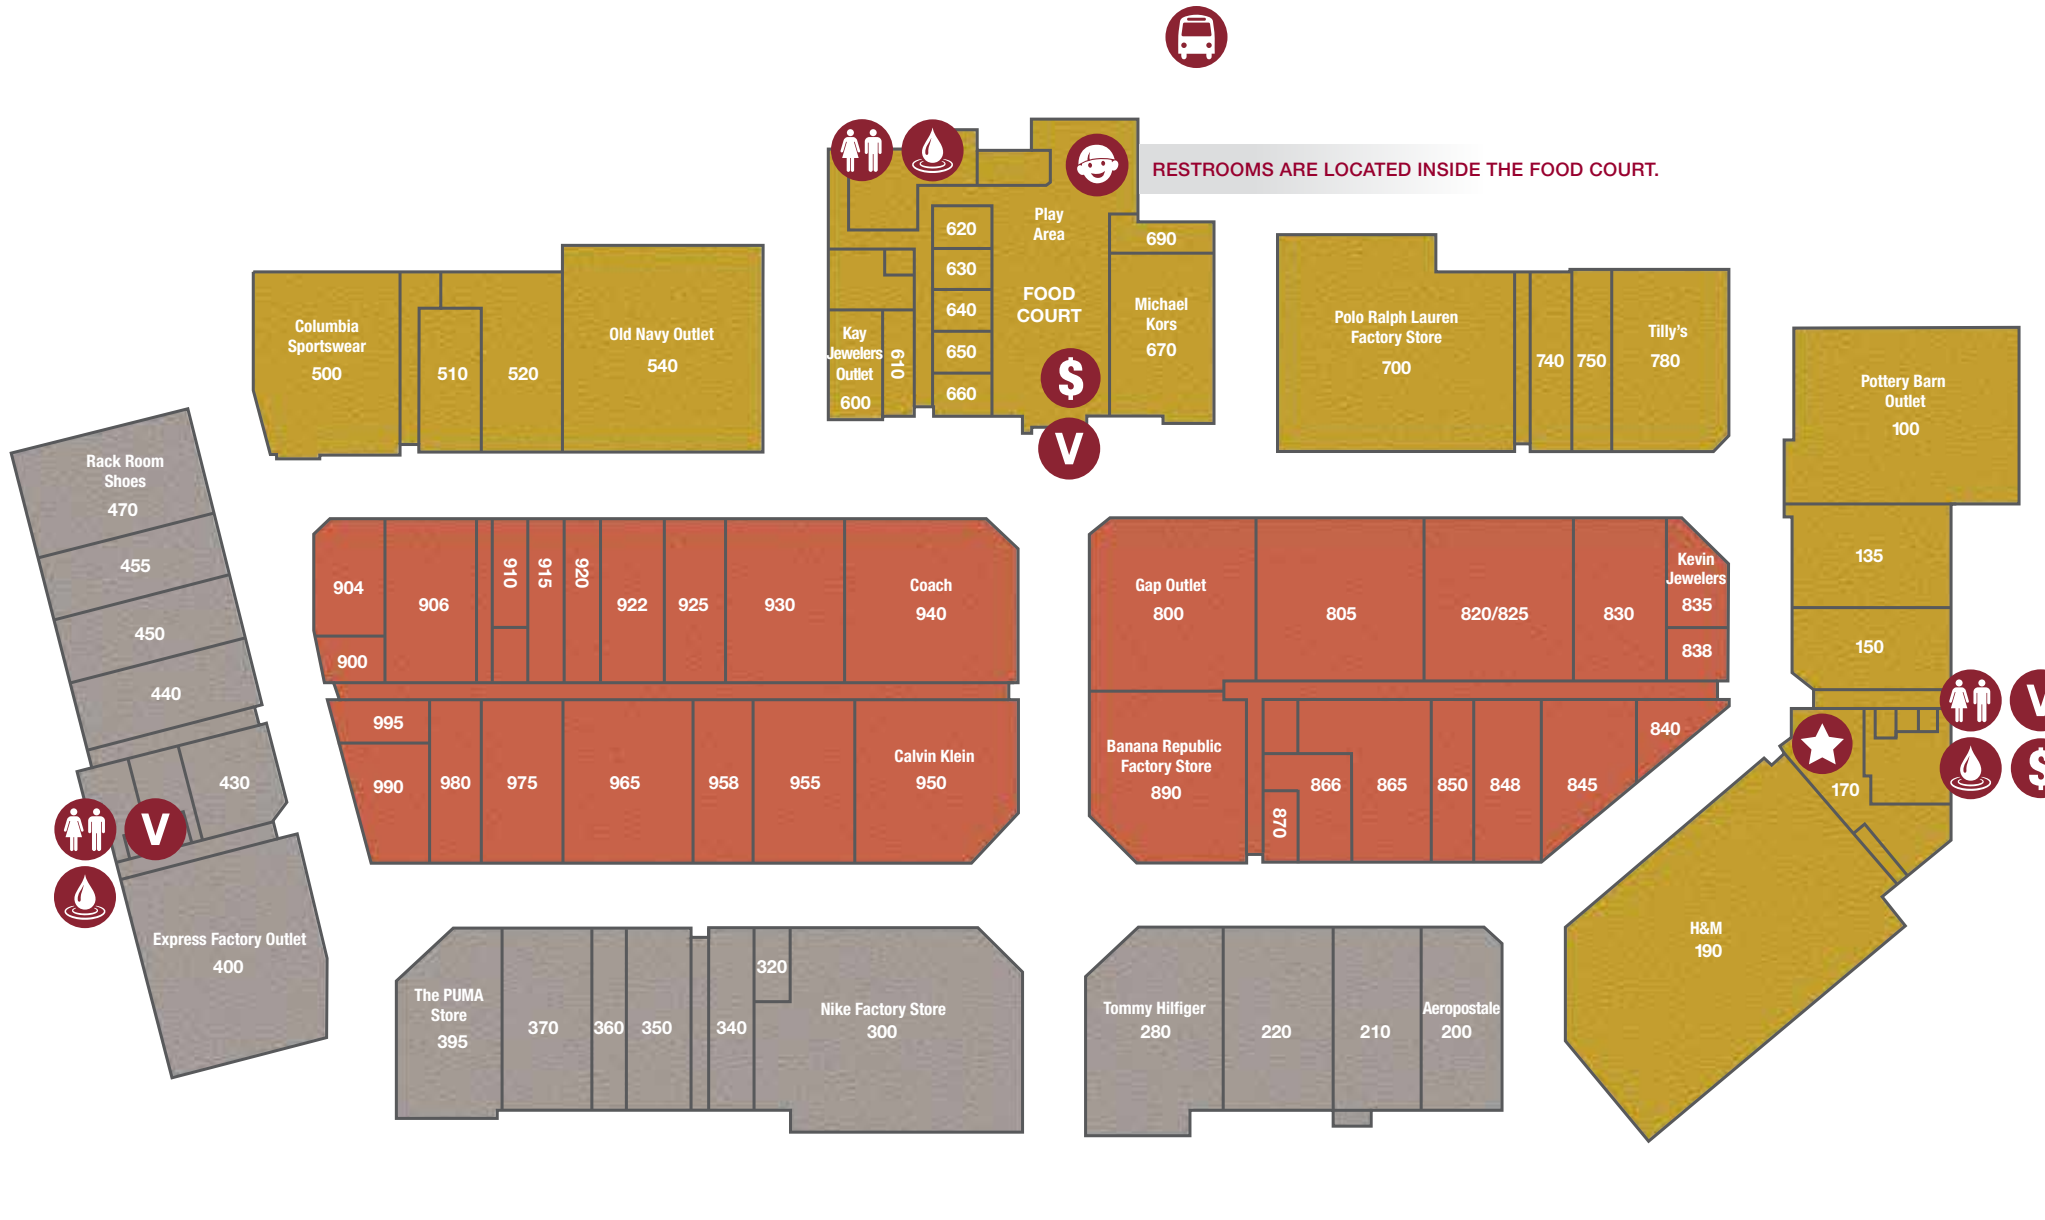 RESTROOMS ARE LOCATED INSIDE THE FOOD COURT.
Columbia
Sportswear
500
510
520
Old Navy Outlet
540
Kay
Jewelers
Outlet
600
610
620
630
640
650
660
Play
Area
FOOD
COURT
$
V
690
Michael
Kors
670
Polo Ralph Lauren
Factory Store
700
740
750
Tilly's
780
Pottery Barn
Outlet
100
135
150
V
$
170
H&M
190
Rack Room
Shoes
470
455
450
440
430
V
Express Factory Outlet
400
904
900
906
910
915
920
922
925
930
Coach
940
995
990
980
975
965
958
955
Calvin Klein
950
Gap Outlet
800
805
820/825
830
Kevin
Jewelers
835
838
840
Banana Republic
Factory Store
890
870
866
865
850
848
845
The PUMA
Store
395
370
360
350
340
320
Nike Factory Store
300
Tommy Hilfiger
280
220
210
Aeropostale
200